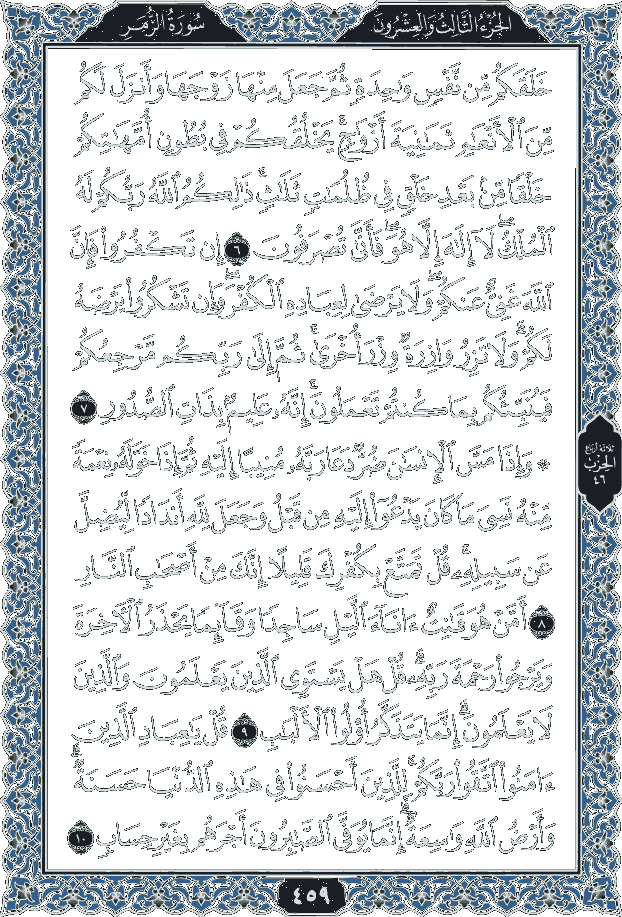 الجزء الثالث والعشرون
سورة الزمر
خَلَقَكُم مِّن نَّفۡسٖ وَٰحِدَةٖ ثُمَّ جَعَلَ مِنۡهَا زَوۡجَهَا وَأَنزَلَ لَكُم
مِّنَ ٱلۡأَنۡعَٰمِ ثَمَٰنِيَةَ أَزۡوَٰجٖۚ يَخۡلُقُكُمۡ فِي بُطُونِ أُمَّهَٰتِكُمۡ
خَلۡقٗا مِّنۢ بَعۡدِ خَلۡقٖ فِي ظُلُمَٰتٖ ثَلَٰثٖۚ ذَٰلِكُمُ ٱللَّهُ رَبُّكُمۡ لَهُ
ٱلۡمُلۡكُۖ لَآ إِلَٰهَ إِلَّا هُوَۖ فَأَنَّىٰ تُصۡرَفُونَ ٦ إِن تَكۡفُرُواْ فَإِنَّ
ٱللَّهَ غَنِيٌّ عَنكُمۡۖ وَلَا يَرۡضَىٰ لِعِبَادِهِ ٱلۡكُفۡرَۖ وَإِن تَشۡكُرُواْ يَرۡضَهُ
لَكُمۡۗ وَلَا تَزِرُ وَازِرَةٞ وِزۡرَ أُخۡرَىٰۚ ثُمَّ إِلَىٰ رَبِّكُم مَّرۡجِعُكُمۡ
فَيُنَبِّئُكُم بِمَا كُنتُمۡ تَعۡمَلُونَۚ إِنَّهُۥ عَلِيمُۢ بِذَاتِ ٱلصُّدُورِ ٧
۞ وَإِذَا مَسَّ ٱلۡإِنسَٰنَ ضُرّٞ دَعَا رَبَّهُۥ مُنِيبًا إِلَيۡهِ ثُمَّ إِذَا خَوَّلَهُۥ نِعۡمَةٗ
مِّنۡهُ نَسِيَ مَا كَانَ يَدۡعُوٓاْ إِلَيۡهِ مِن قَبۡلُ وَجَعَلَ لِلَّهِ أَندَادٗا لِّيُضِلَّ
عَن سَبِيلِهِۦۚ قُلۡ تَمَتَّعۡ بِكُفۡرِكَ قَلِيلًا إِنَّكَ مِنۡ أَصۡحَٰبِ ٱلنَّارِ
٨ أَمَّنۡ هُوَ قَٰنِتٌ ءَانَآءَ ٱلَّيۡلِ سَاجِدٗا وَقَآئِمٗا يَحۡذَرُ ٱلۡأٓخِرَةَ
وَيَرۡجُواْ رَحۡمَةَ رَبِّهِۦۗ قُلۡ هَلۡ يَسۡتَوِي ٱلَّذِينَ يَعۡلَمُونَ وَٱلَّذِينَ
لَا يَعۡلَمُونَۗ إِنَّمَا يَتَذَكَّرُ أُوْلُواْ ٱلۡأَلۡبَٰبِ ٩ قُلۡ يَٰعِبَادِ ٱلَّذِينَ
ءَامَنُواْ ٱتَّقُواْ رَبَّكُمۡۚ لِلَّذِينَ أَحۡسَنُواْ فِي هَٰذِهِ ٱلدُّنۡيَا حَسَنَةٞۗ
وَأَرۡضُ ٱللَّهِ وَٰسِعَةٌۗ إِنَّمَا يُوَفَّى ٱلصَّٰبِرُونَ أَجۡرَهُم بِغَيۡرِ حِسَابٖ ١٠
ثلاثة أرباع
الحزب
٤٦
٤٥٩